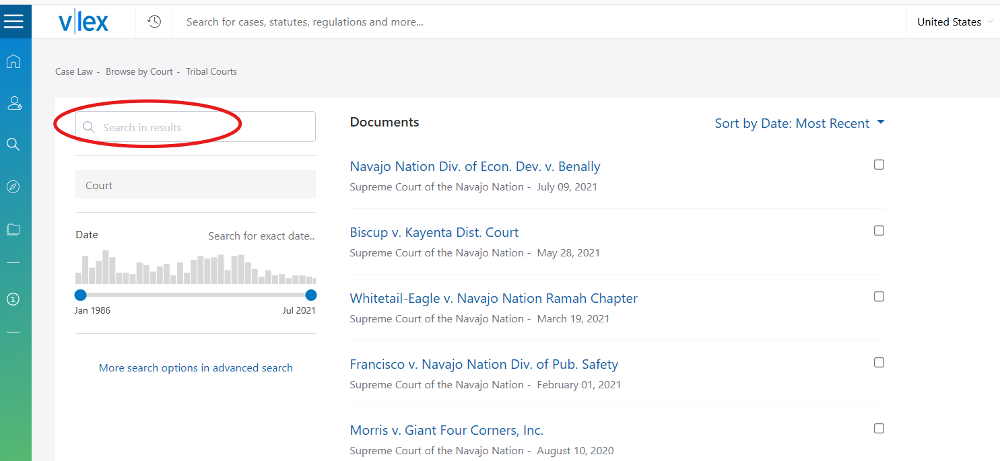 v|lex
Search for cases, statutes, regulations and more...
United States
Case Law - Browse by Court - Tribal Courts
Search in results
Court
Date
Search for exact date..
Jan 1986
Jul 2021
More search options in advanced search
Documents
Sort by Date: Most Recent
Navajo Nation Div. of Econ. Dev. v. Benally
Supreme Court of the Navajo Nation - July 09, 2021
Biscup v. Kayenta Dist. Court
Supreme Court of the Navajo Nation - May 28, 2021
Whitetail-Eagle v. Navajo Nation Ramah Chapter
Supreme Court of the Navajo Nation - March 19, 2021
Francisco v. Navajo Nation Div. of Pub. Safety
Supreme Court of the Navajo Nation - February 01, 2021
Morris v. Giant Four Corners, Inc.
Supreme Court of the Navajo Nation - August 10, 2020